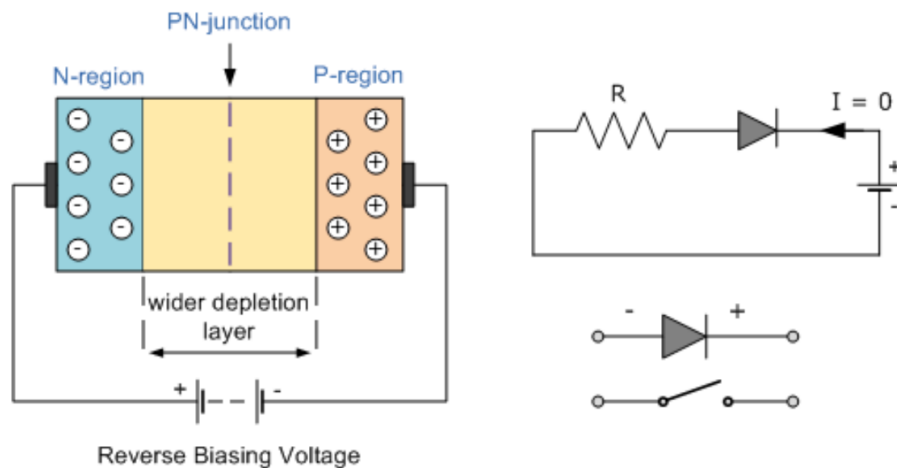 PN-junction
N-region
P-region
wider depletion
layer
+
-
Reverse Biasing Voltage
R
I = 0
+
-
-
+